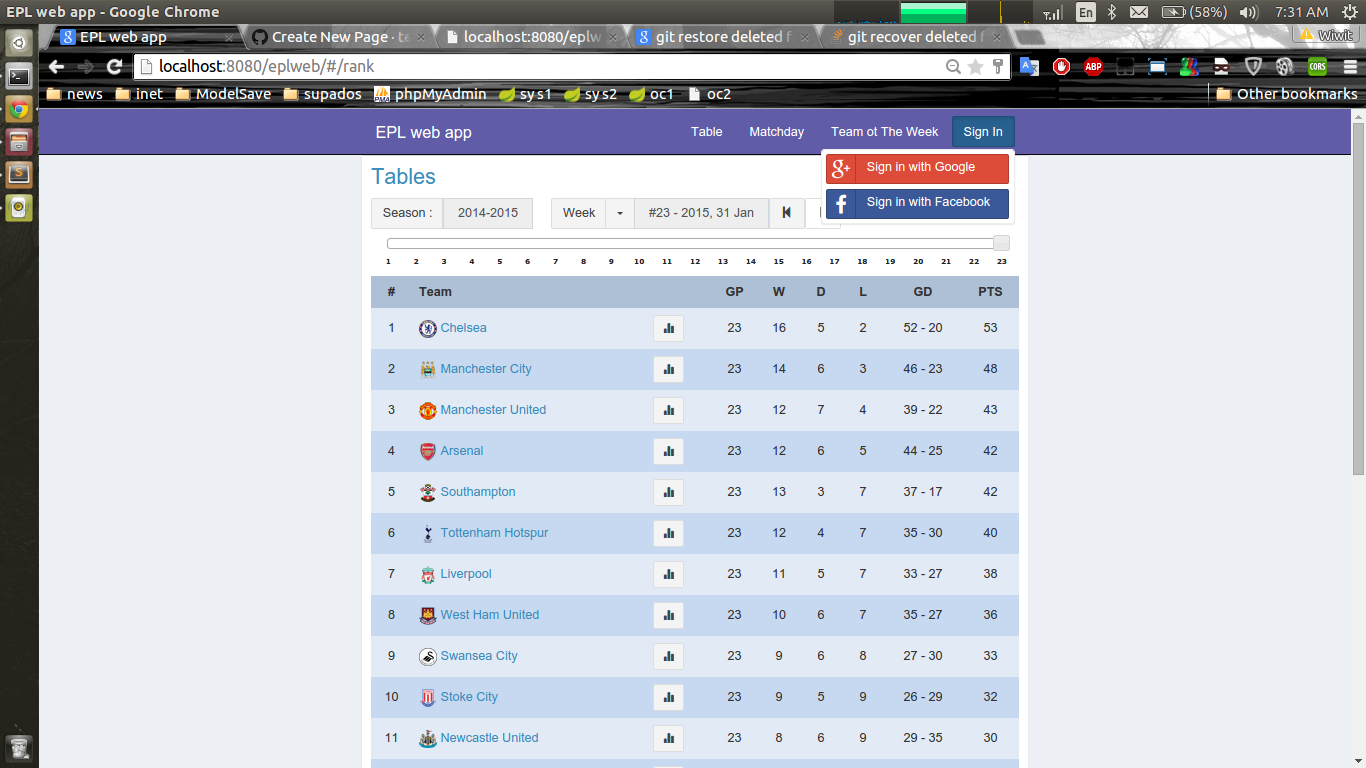 EPL web app - Google Chrome En (58%) 7:31 AM
EPL web app Create New Page · te localhost:8080/eplw git restore deleted f git recover deleted f Wiwit
localhost:8080/eplweb/#/rank ABP CORS
news inet ModelSave supados phpMyAdmin sys1 sys2 oc1 oc2 Other bookmarks
EPL web app Table Matchday Team of The Week Sign In
Sign in with Google
Sign in with Facebook
Tables
Season : 2014-2015 Week #23 - 2015, 31 Jan
1 2 3 4 5 6 7 8 9 10 11 12 13 14 15 16 17 18 19 20 21 22 23
# Team GP W D L GD PTS
1 Chelsea 23 16 5 2 52 - 20 53
2 Manchester City 23 14 6 3 46 - 23 48
3 Manchester United 23 12 7 4 39 - 22 43
4 Arsenal 23 12 6 5 44 - 25 42
5 Southampton 23 13 3 7 37 - 17 42
6 Tottenham Hotspur 23 12 4 7 35 - 30 40
7 Liverpool 23 11 5 7 33 - 27 38
8 West Ham United 23 10 6 7 35 - 27 36
9 Swansea City 23 9 6 8 27 - 30 33
10 Stoke City 23 9 5 9 26 - 29 32
11 Newcastle United 23 8 6 9 29 - 35 30